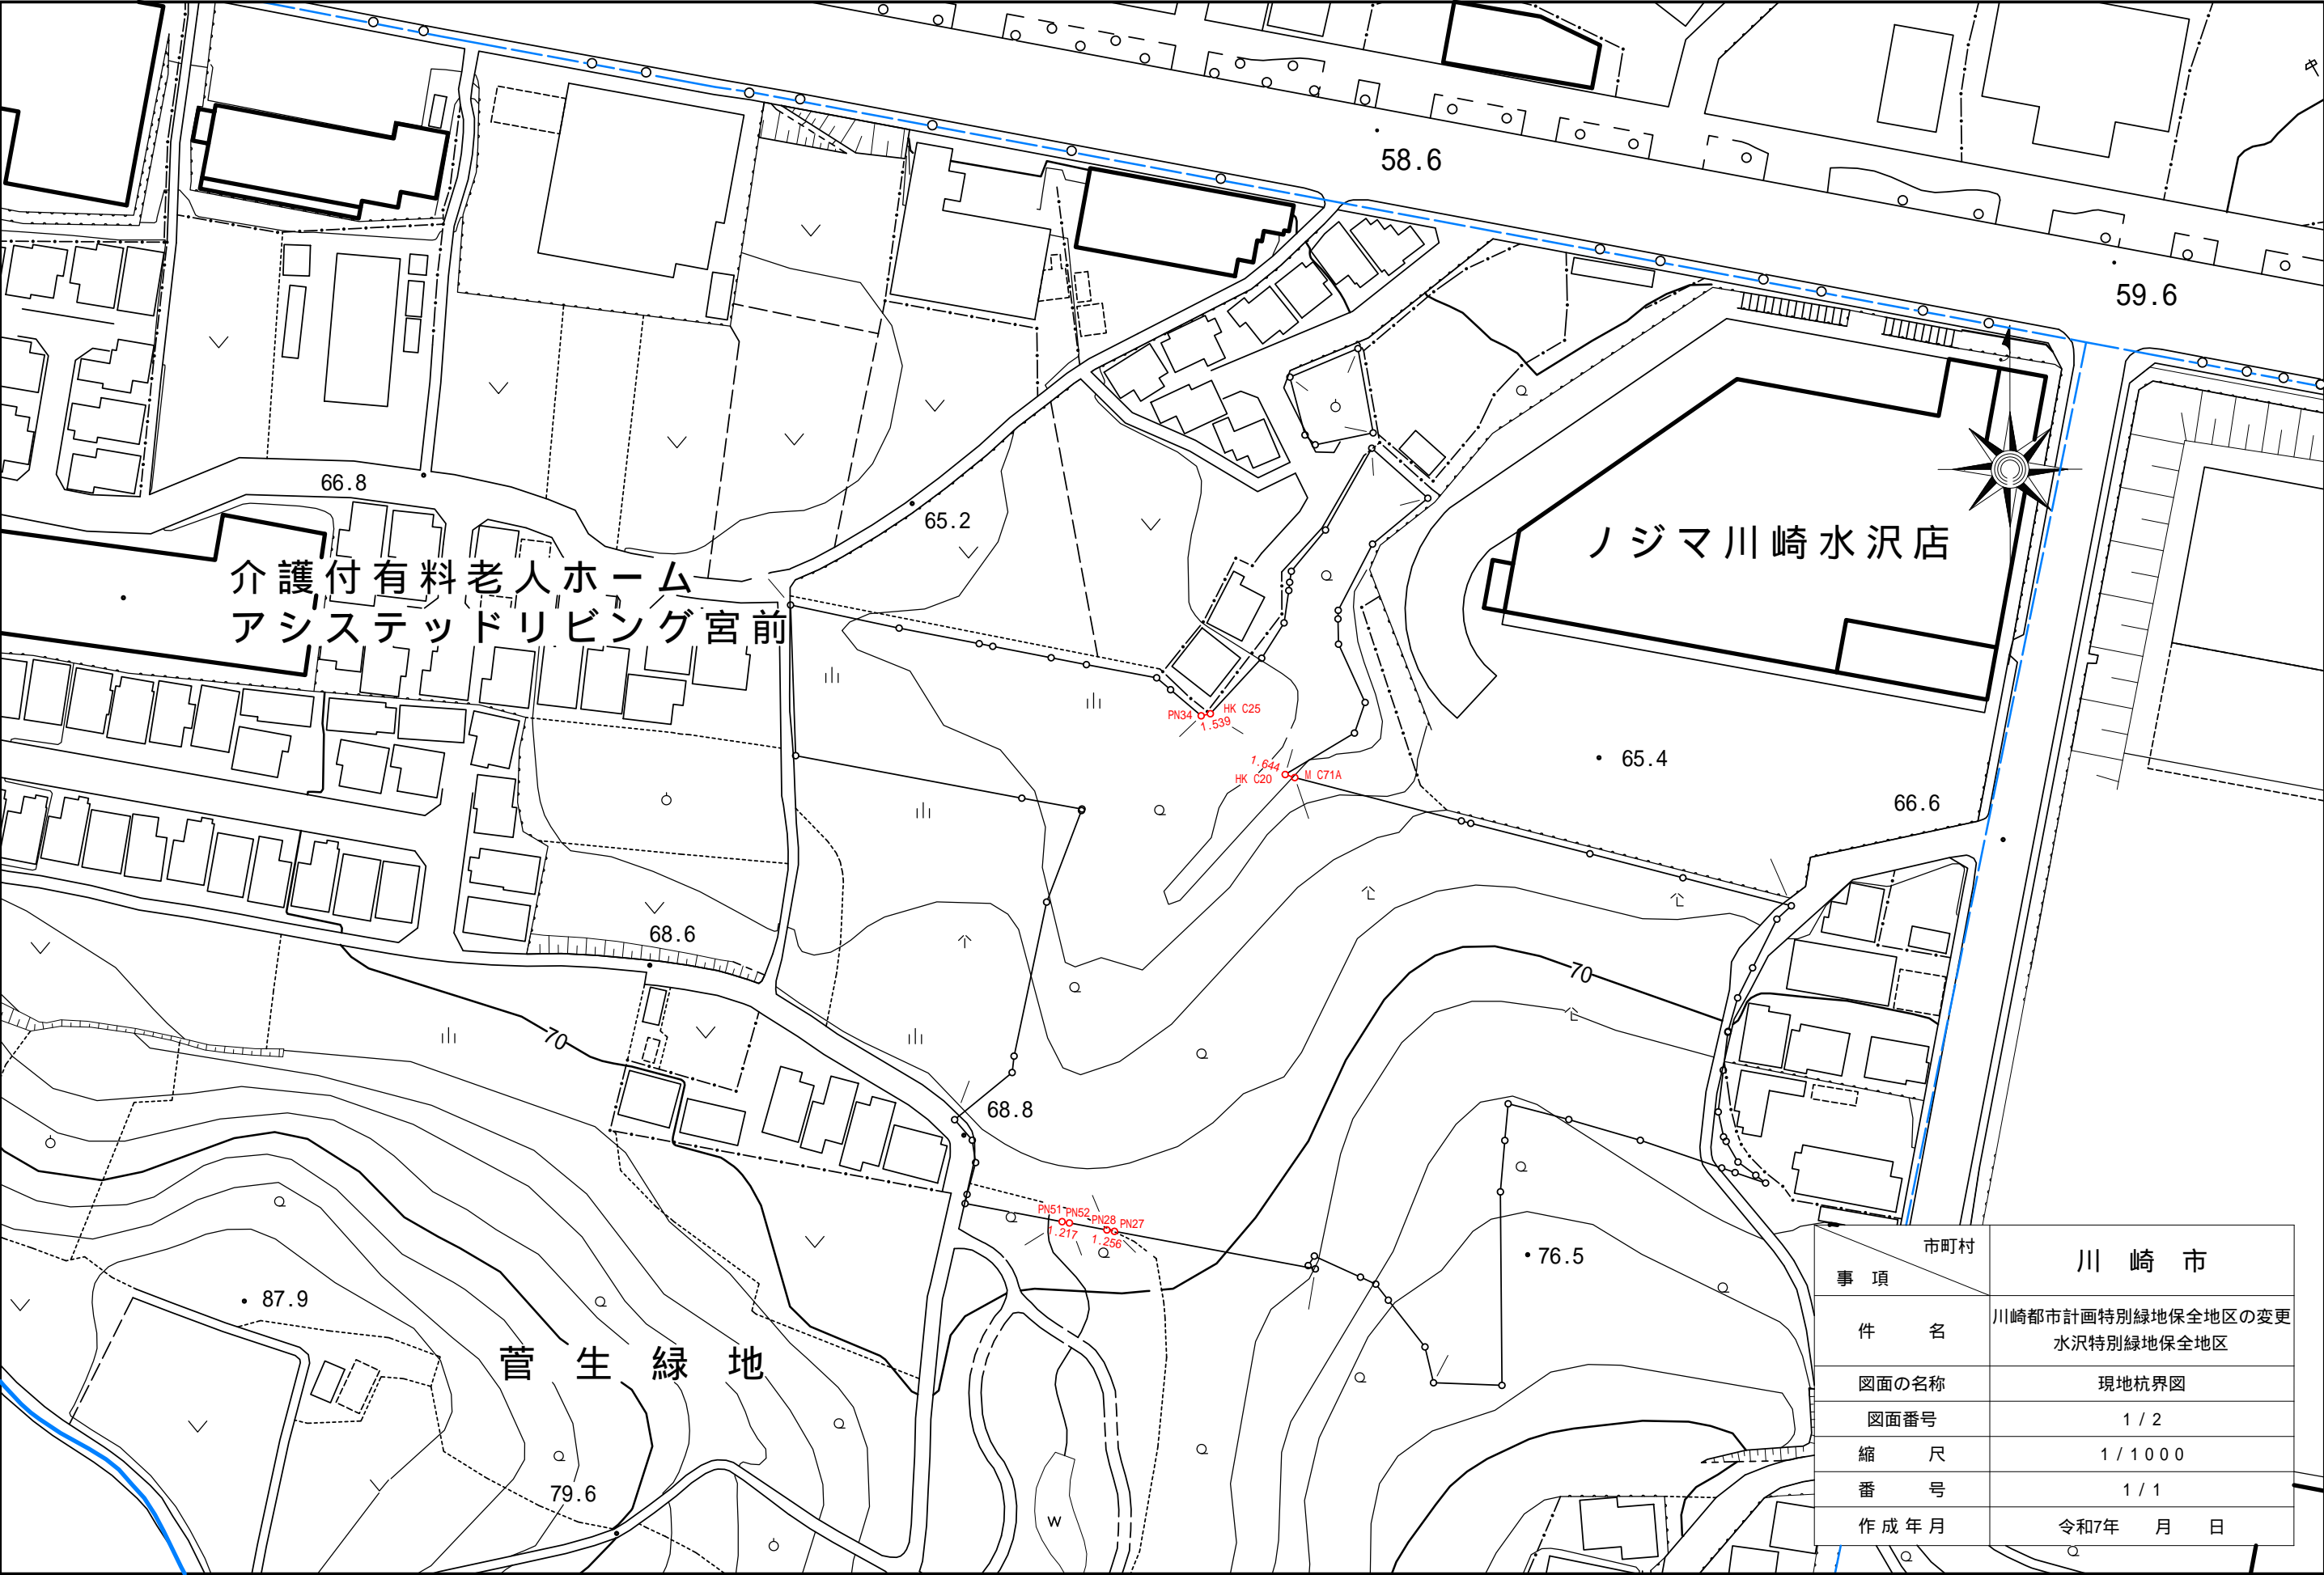 58.6
59.6
66.8
65.2
ノジマ川崎水沢店
介護付有料老人ホーム
アシステッドリビング宮前
PN34
HK C25
1.539
1.644
HK C20
M C71A
65.4
66.6
68.6
70
70
68.8
PN51
PN52
PN28
PN27
1.217
1.256
76.5
87.9
菅生緑地
79.6
W
市町村
事項
川崎市
件名
川崎都市計画特別緑地保全地区の変更
水沢特別緑地保全地区
図面の名称
現地杭界図
図面番号
1/2
縮尺
1/1000
番号
1/1
作成年月
令和7年 月 日